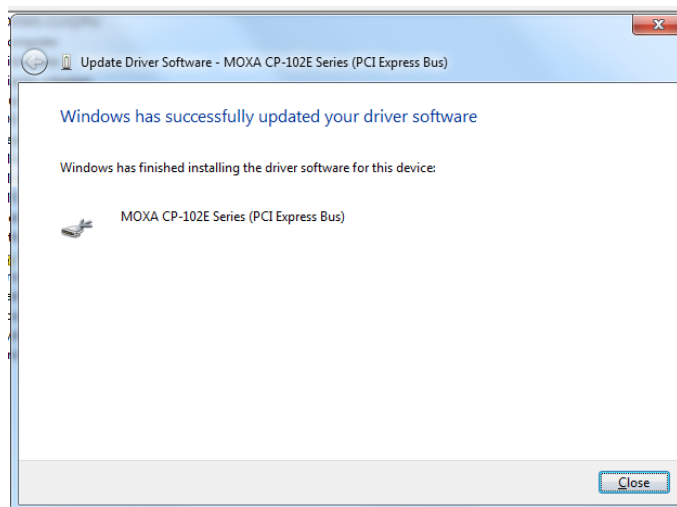 x
Update Driver Software - MOXA CP-102E Series (PCI Express Bus)
Windows has successfully updated your driver software
Windows has finished installing the driver software for this device:
MOXA CP-102E Series (PCI Express Bus)
Close